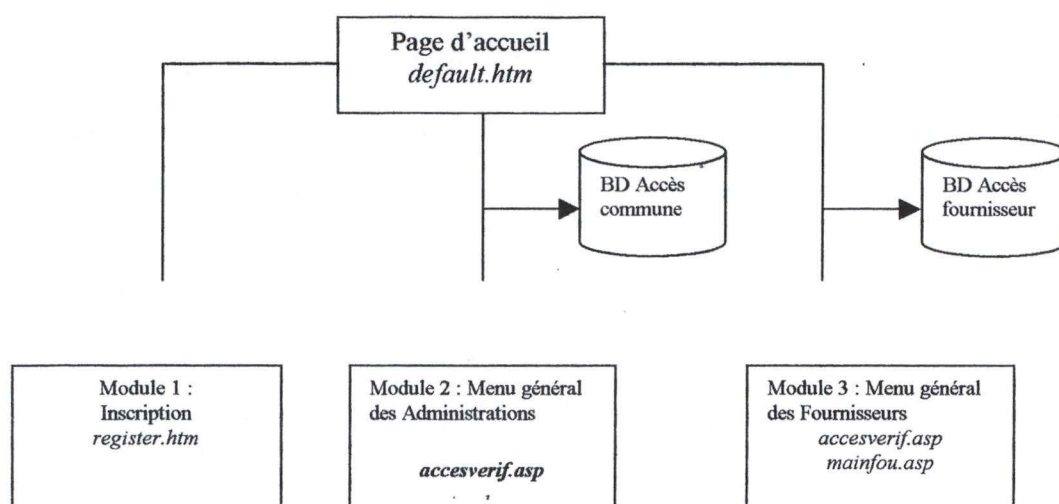 Page d'accueil
default.htm
BD Accès
commune
BD Accès
fournisseur
Module 1 :
Inscription
register.htm
Module 2 : Menu général
des Administrations
accesverif.asp
Module 3 : Menu général
des Fournisseurs
accesverif.asp
mainfou.asp